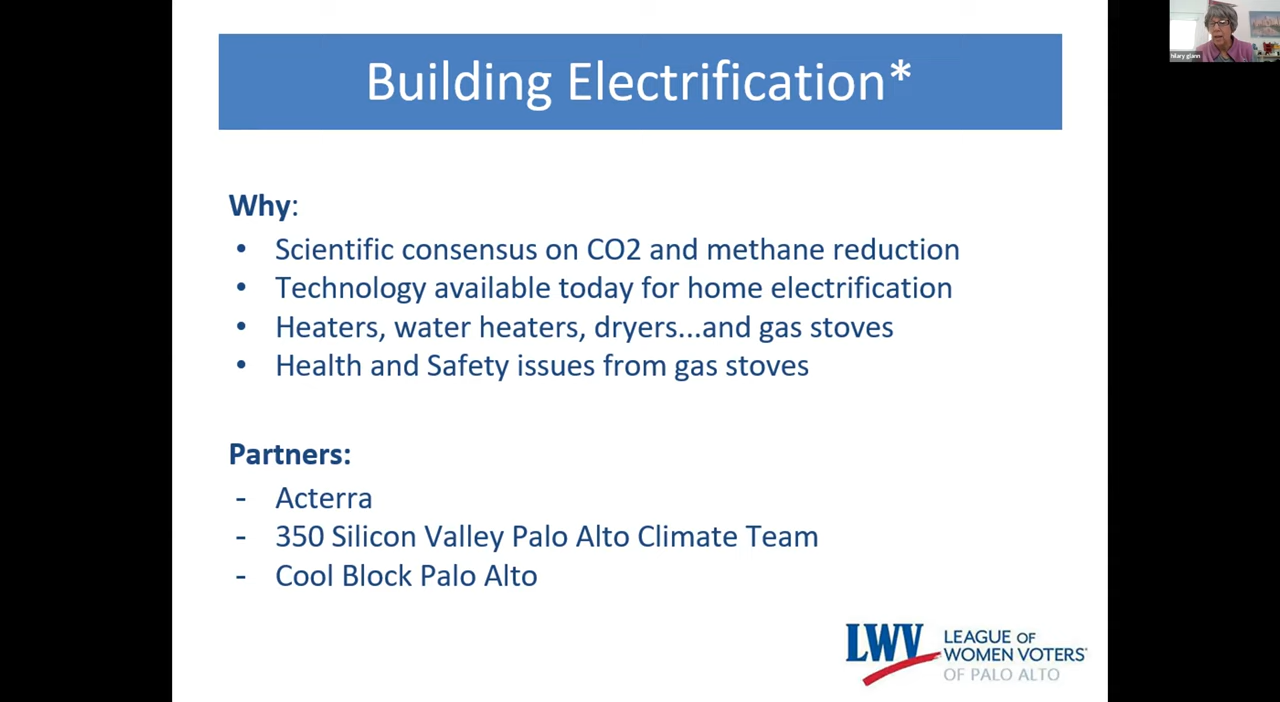 Building Electrification*
hilary glann
Why:
• Scientific consensus on CO2 and methane reduction
• Technology available today for home electrification
• Heaters, water heaters, dryers...and gas stoves
• Health and Safety issues from gas stoves
Partners:
- Acterra
- 350 Silicon Valley Palo Alto Climate Team
- Cool Block Palo Alto
LWV
LEAGUE OF
WOMEN VOTERS®
OF PALO ALTO